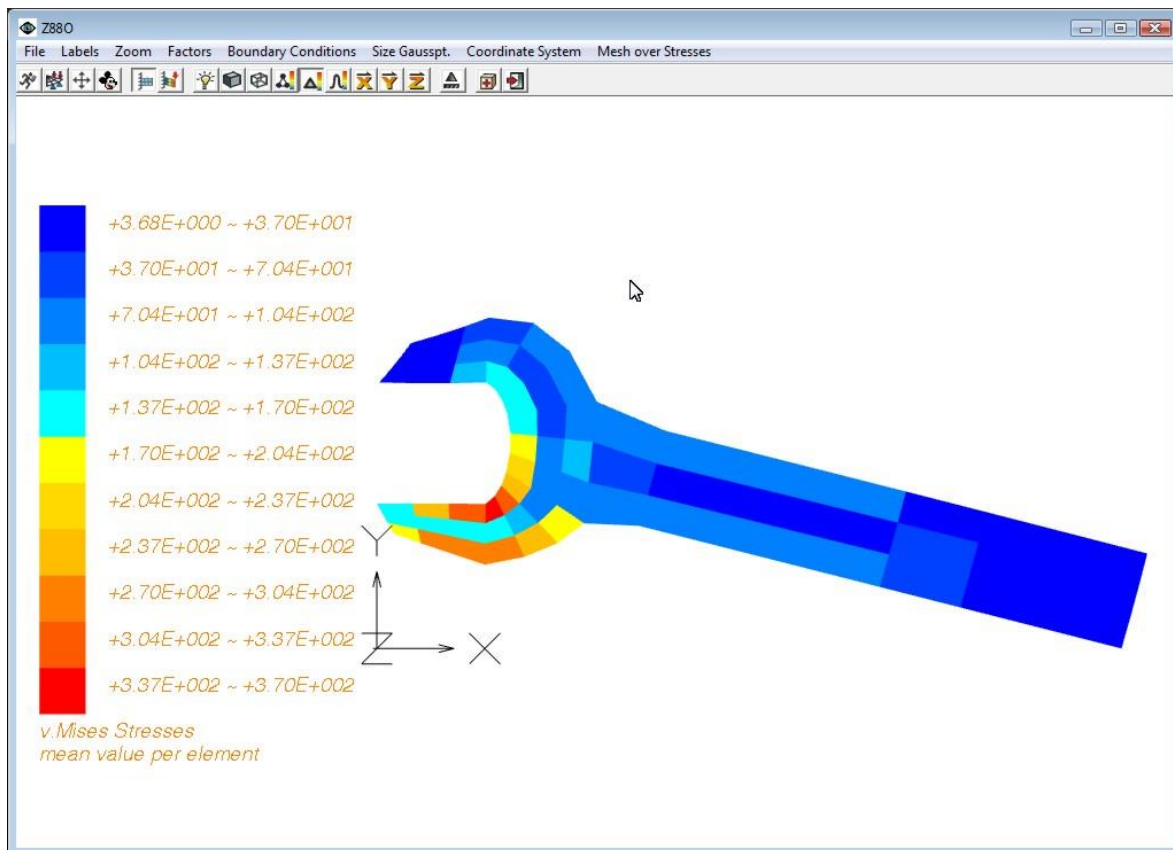 Z88O
File Labels Zoom Factors Boundary Conditions Size Gausspt. Coordinate System Mesh over Stresses
X Y Z
+3.68E+000 ~ +3.70E+001
+3.70E+001 ~ +7.04E+001
+7.04E+001 ~ +1.04E+002
+1.04E+002 ~ +1.37E+002
+1.37E+002 ~ +1.70E+002
+1.70E+002 ~ +2.04E+002
+2.04E+002 ~ +2.37E+002
+2.37E+002 ~ +2.70E+002
+2.70E+002 ~ +3.04E+002
+3.04E+002 ~ +3.37E+002
+3.37E+002 ~ +3.70E+002
v.Mises Stresses
mean value per element
Y
Z X